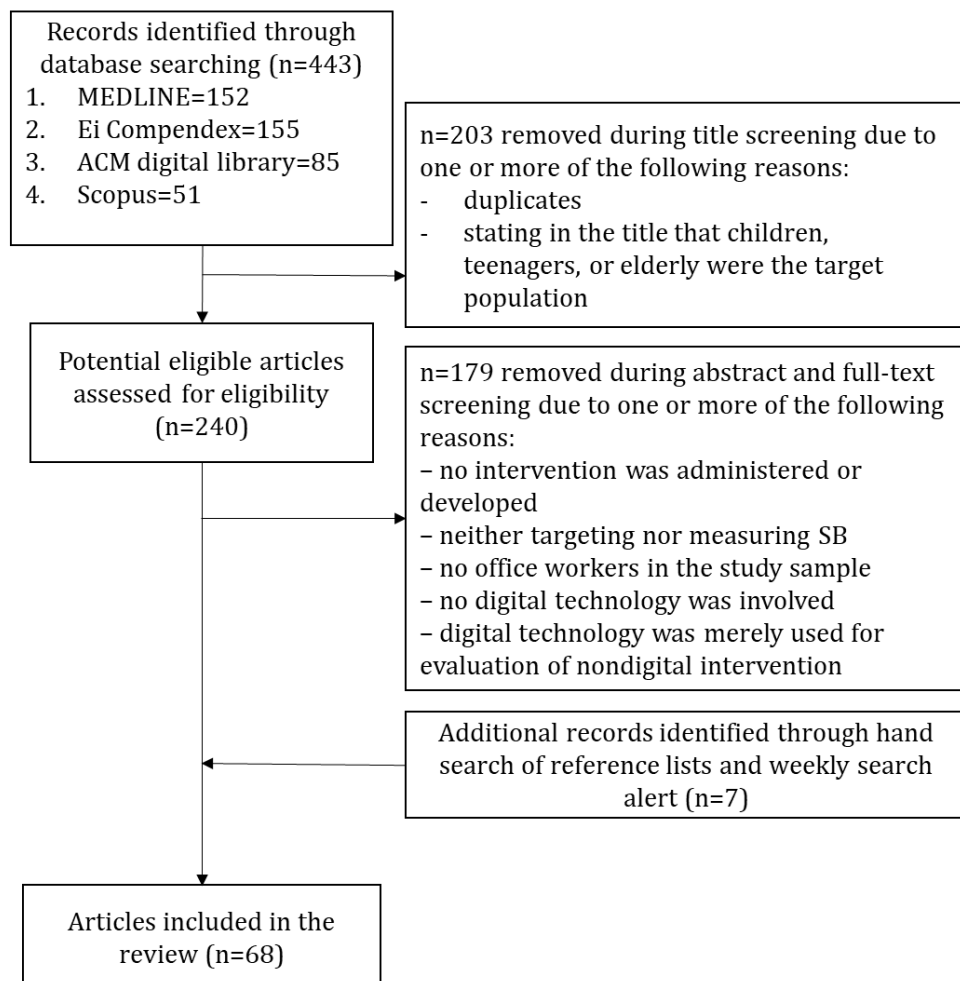 Records identified through
database searching (n=443)
1. MEDLINE=152
2. Ei Compendex=155
3. ACM digital library=85
4. Scopus=51
n=203 removed during title screening due to
one or more of the following reasons:
- duplicates
- stating in the title that children,
teenagers, or elderly were the target
population
Potential eligible articles
assessed for eligibility
(n=240)
n=179 removed during abstract and full-text
screening due to one or more of the following
reasons:
– no intervention was administered or
developed
– neither targeting nor measuring SB
– no office workers in the study sample
– no digital technology was involved
– digital technology was merely used for
evaluation of nondigital intervention
Additional records identified through hand
search of reference lists and weekly search
alert (n=7)
Articles included in the
review (n=68)